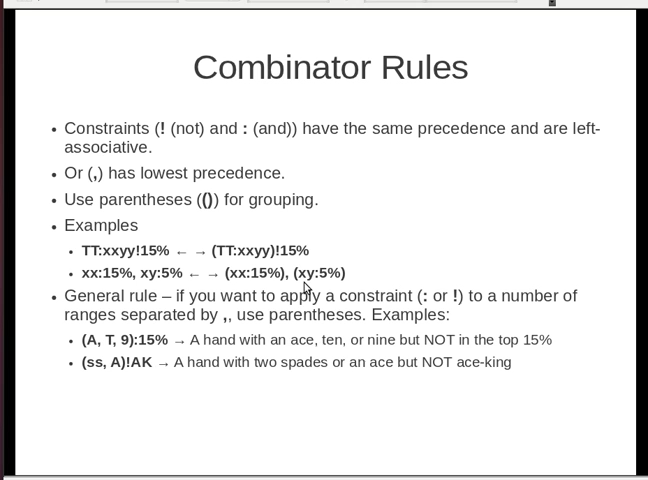 Combinator Rules
• Constraints (! (not) and : (and)) have the same precedence and are left-
associative.
• Or (,) has lowest precedence.
• Use parentheses (()) for grouping.
• Examples
• TT:xxyy!15% ← → (TT:xxyy)!15%
• xx:15%, xy:5% ← → (xx:15%), (xy:5%)
• General rule – if you want to apply a constraint (: or !) to a number of
ranges separated by ,, use parentheses. Examples:
• (A, T, 9):15% → A hand with an ace, ten, or nine but NOT in the top 15%
• (ss, A)!AK → A hand with two spades or an ace but NOT ace-king